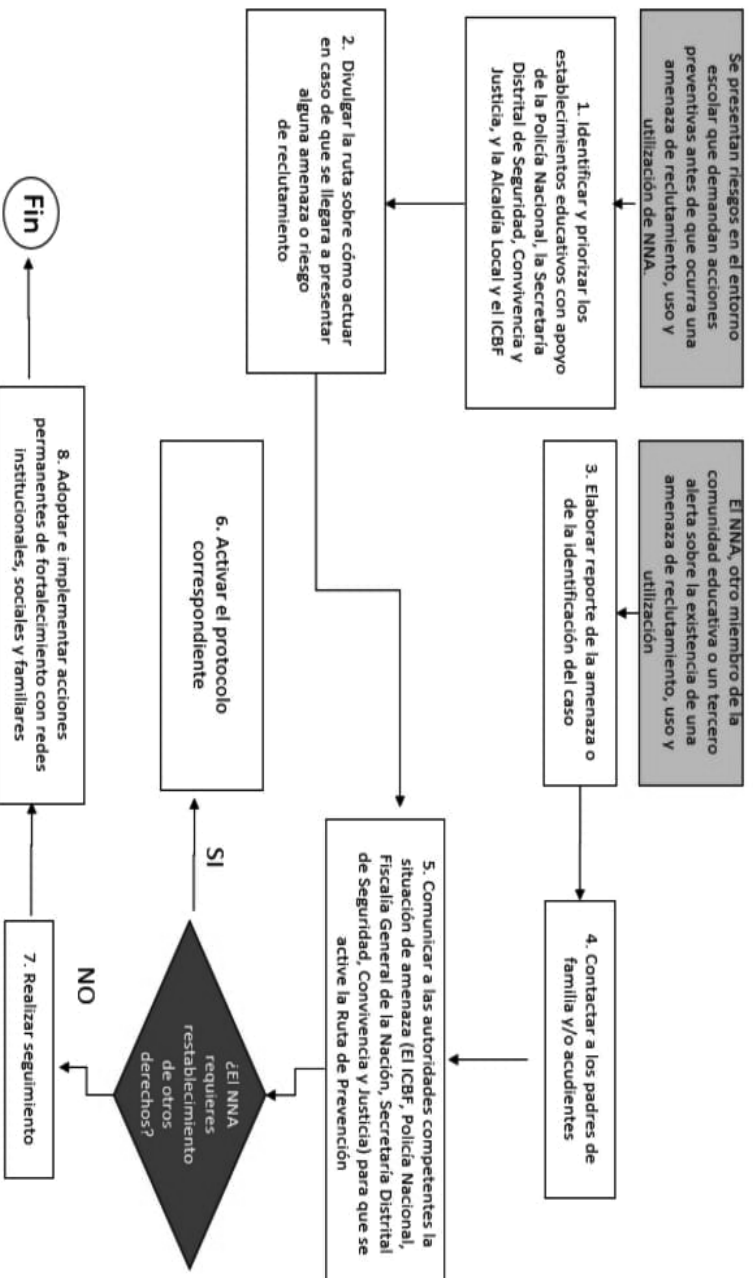 Se presentan riesgos en el entorno
escolar que demandan acciones
preventivas antes de que ocurra una
amenaza de reclutamiento, uso y
utilización de NNA.
1. Identificar y priorizar los
establecimientos educativos con apoyo
de la Policía Nacional, la Secretaría
Distrital de Seguridad, Convivencia y
Justicia, y la Alcaldía Local y el ICBF
2. Divulgar la ruta sobre cómo actuar
en caso de que se llegara a presentar
alguna amenaza o riesgo
de reclutamiento
El NNA, otro miembro de la
comunidad educativa o un tercero
alerta sobre la existencia de una
amenaza de reclutamiento, uso y
utilización
3. Elaborar reporte de la amenaza o
de la identificación del caso
4. Contactar a los padres de
familia y/o acudientes
5. Comunicar a las autoridades competentes la
situación de amenaza (El ICBF, Policía Nacional,
Fiscalía General de la Nación, Secretaría Distrital
de Seguridad, Convivencia y Justicia) para que se
active la Ruta de Prevención
¿El NNA
requieres
restablecimiento
de otros
derechos?
SI
6. Activar el protocolo
correspondiente
NO
7. Realizar seguimiento
8. Adoptar e implementar acciones
permanentes de fortalecimiento con redes
institucionales, sociales y familiares
Fin